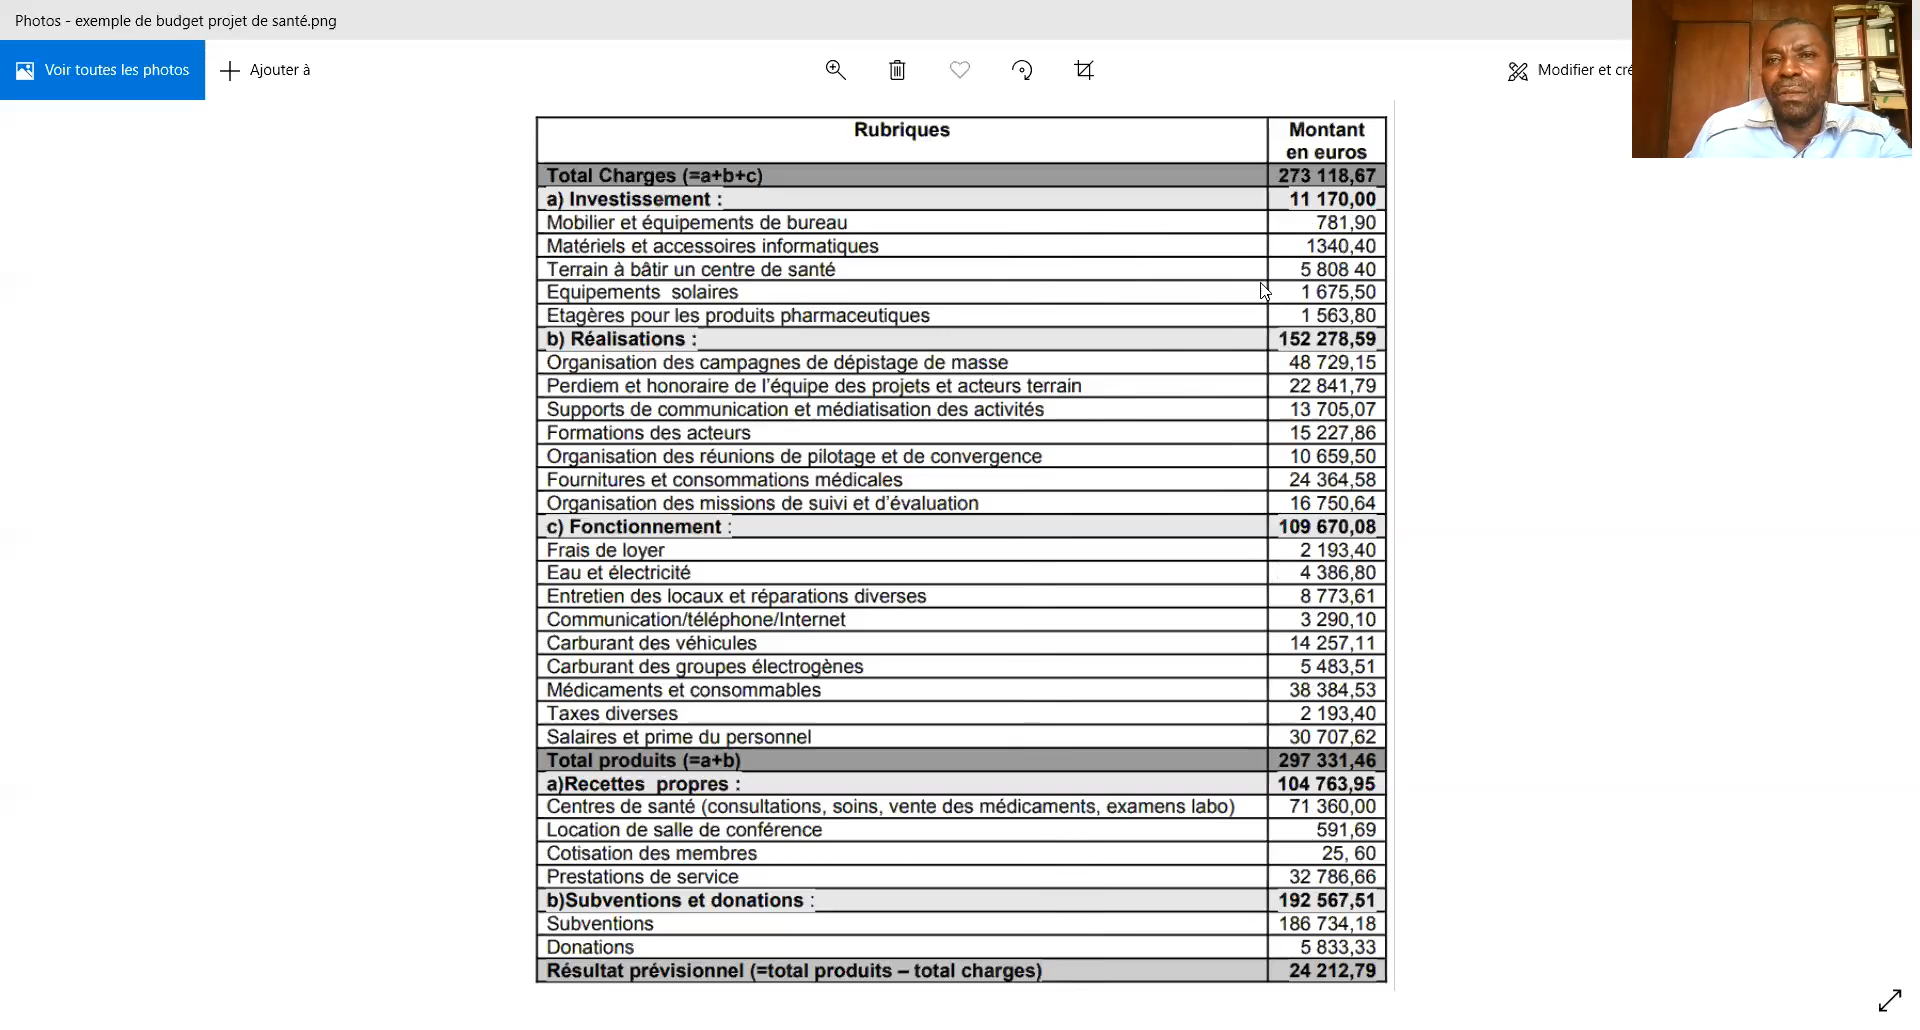 Photos - exemple de budget projet de santé.png
Voir toutes les photos
Ajouter à
Modifier et cré
Rubriques Montant en euros
Total Charges (=a+b+c) 273 118,67
a) Investissement : 11 170,00
Mobilier et équipements de bureau 781,90
Matériels et accessoires informatiques 1340,40
Terrain à bâtir un centre de santé 5 808 40
Equipements solaires 1 675,50
Etagères pour les produits pharmaceutiques 1 563,80
b) Réalisations : 152 278,59
Organisation des campagnes de dépistage de masse 48 729,15
Perdiem et honoraire de l'équipe des projets et acteurs terrain 22 841,79
Supports de communication et médiatisation des activités 13 705,07
Formations des acteurs 15 227,86
Organisation des réunions de pilotage et de convergence 10 659,50
Fournitures et consommations médicales 24 364,58
Organisation des missions de suivi et d'évaluation 16 750,64
c) Fonctionnement : 109 670,08
Frais de loyer 2 193,40
Eau et électricité 4 386,80
Entretien des locaux et réparations diverses 8 773,61
Communication/téléphone/Internet 3 290,10
Carburant des véhicules 14 257,11
Carburant des groupes électrogènes 5 483,51
Médicaments et consommables 38 384,53
Taxes diverses 2 193,40
Salaires et prime du personnel 30 707,62
Total produits (=a+b) 297 331,46
a)Recettes propres : 104 763,95
Centres de santé (consultations, soins, vente des médicaments, examens labo) 71 360,00
Location de salle de conférence 591,69
Cotisation des membres 25, 60
Prestations de service 32 786,66
b)Subventions et donations : 192 567,51
Subventions 186 734,18
Donations 5 833,33
Résultat prévisionnel (=total produits – total charges) 24 212,79